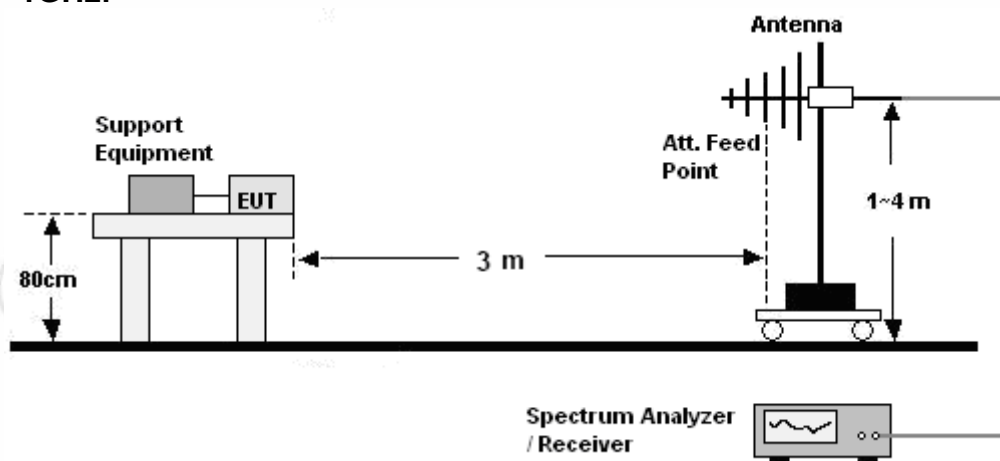 Antenna
Support
Equipment
EUT
Att. Feed
Point
1~4 m
3 m
80cm
Spectrum Analyzer
/ Receiver